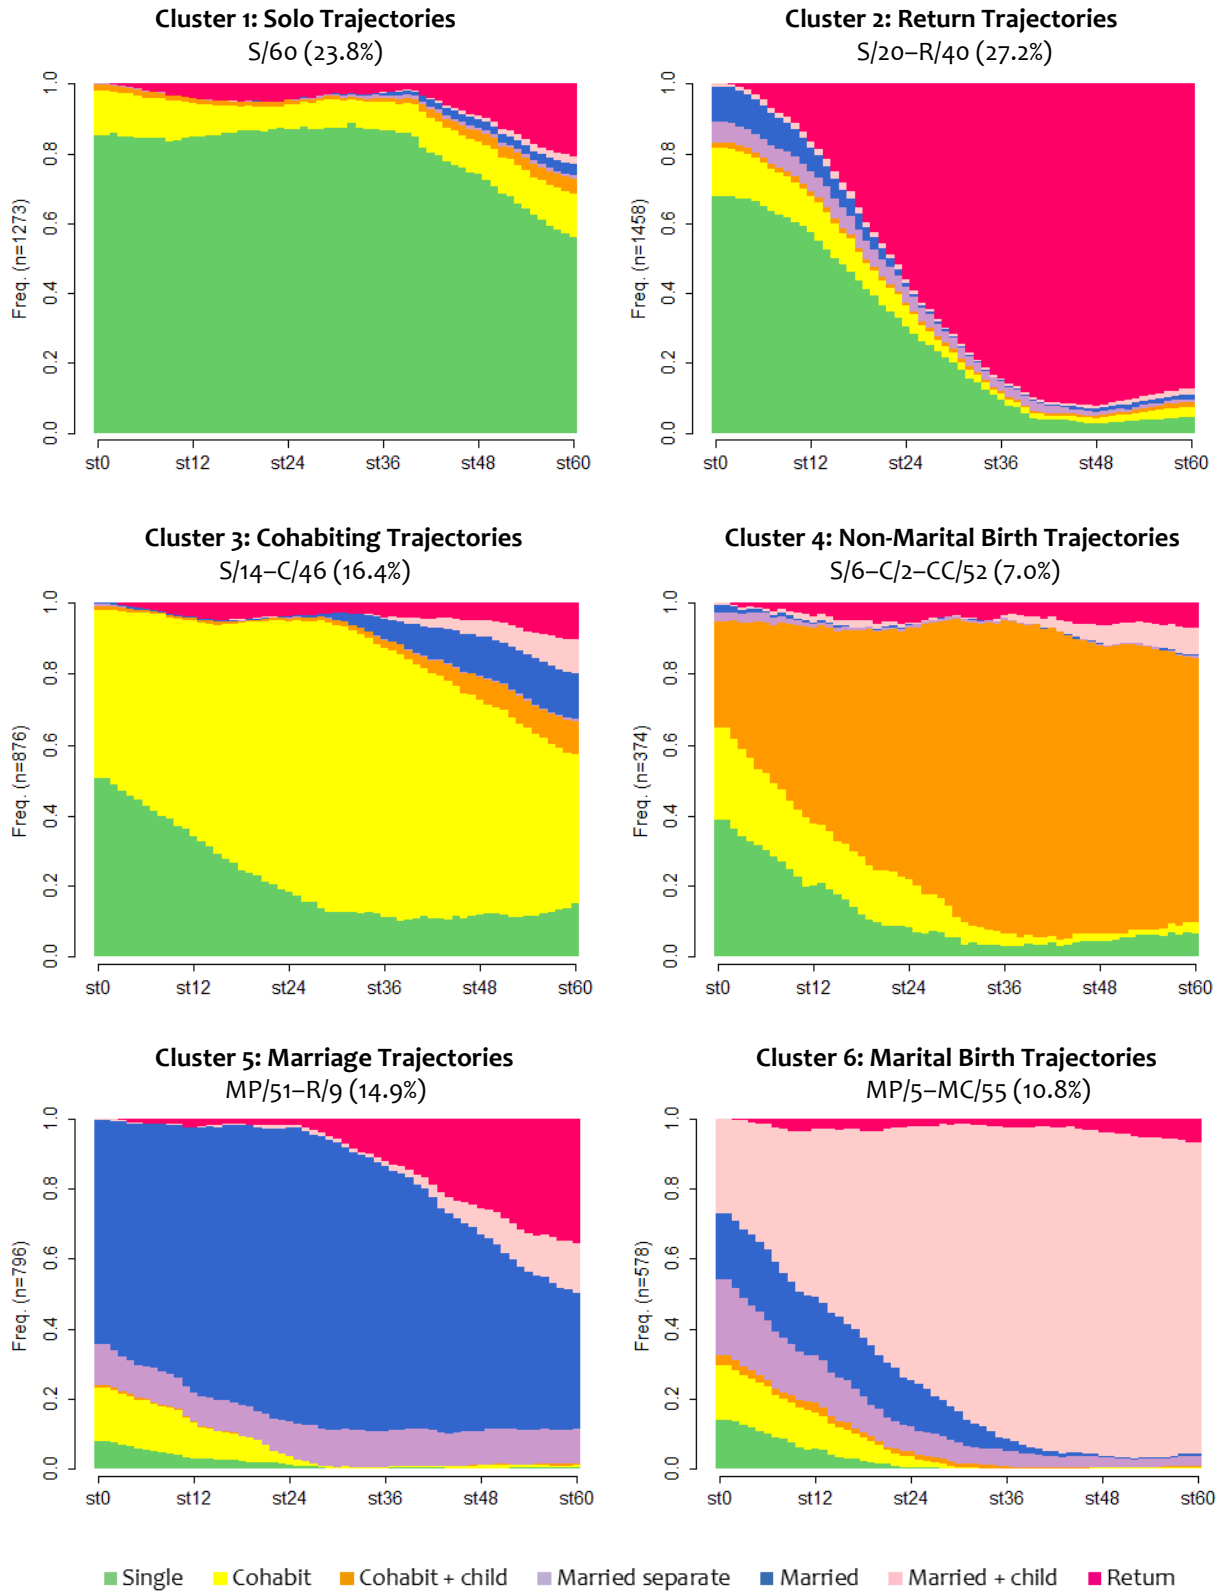 Cluster 1: Solo Trajectories
S/60 (23.8%)
Freq. (n=1273)
1.0
0.8
0.6
0.4
0.2
0.0
st0 st12 st24 st36 st48 st60
Cluster 2: Return Trajectories
S/20–R/40 (27.2%)
Freq. (n=1458)
1.0
0.8
0.6
0.4
0.2
0.0
st0 st12 st24 st36 st48 st60
Cluster 3: Cohabiting Trajectories
S/14–C/46 (16.4%)
Freq. (n=876)
1.0
0.8
0.6
0.4
0.2
0.0
st0 st12 st24 st36 st48 st60
Cluster 4: Non-Marital Birth Trajectories
S/6–C/2–CC/52 (7.0%)
Freq. (n=374)
1.0
0.8
0.6
0.4
0.2
0.0
st0 st12 st24 st36 st48 st60
Cluster 5: Marriage Trajectories
MP/51–R/9 (14.9%)
Freq. (n=796)
1.0
0.8
0.6
0.4
0.2
0.0
st0 st12 st24 st36 st48 st60
Cluster 6: Marital Birth Trajectories
MP/5–MC/55 (10.8%)
Freq. (n=578)
1.0
0.8
0.6
0.4
0.2
0.0
st0 st12 st24 st36 st48 st60
Single Cohabit Cohabit + child Married separate Married Married + child Return